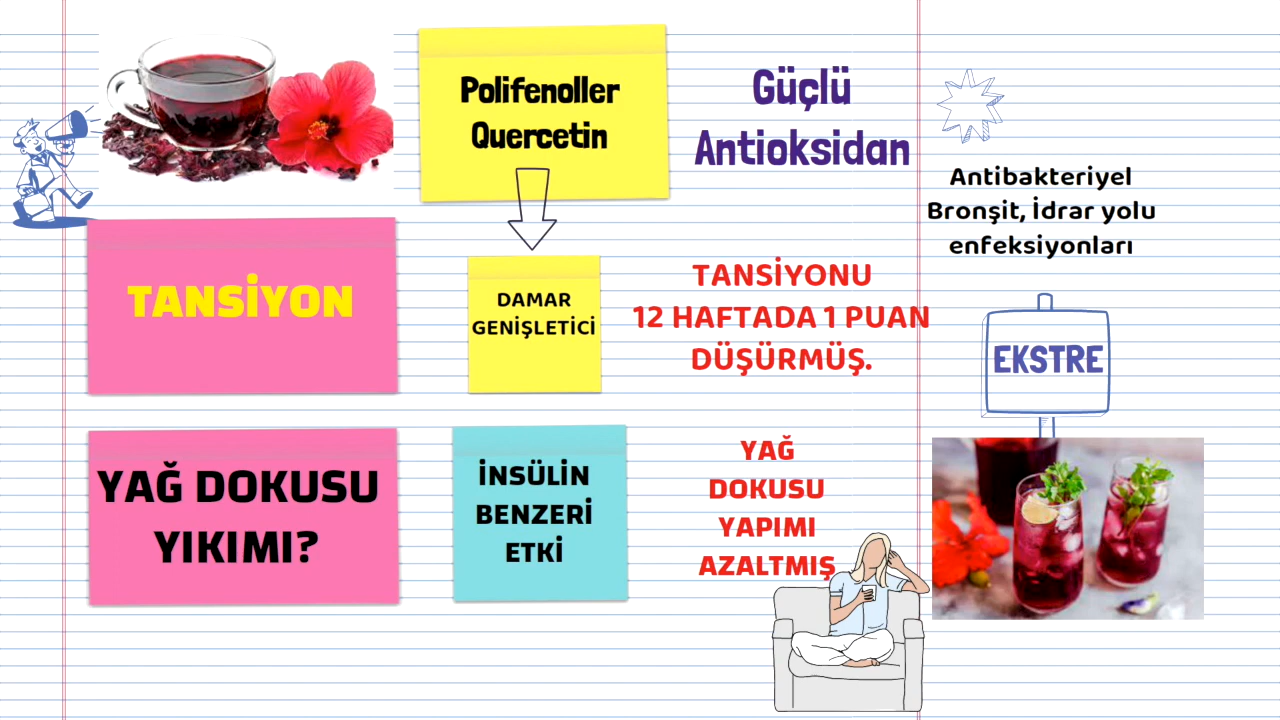 Polifenoller
Quercetin
Güçlü
Antioksidan
Antibakteriyel
Bronşit, İdrar yolu
enfeksiyonları
TANSİYON
DAMAR
GENİŞLETİCİ
TANSİYONU
12 HAFTADA 1 PUAN
DÜŞÜRMÜŞ.
EKSTRE
YAĞ DOKUSU
YIKIMI?
İNSÜLİN
BENZERİ
ETKİ
YAĞ
DOKUSU
YAPIMI
AZALTMIŞ